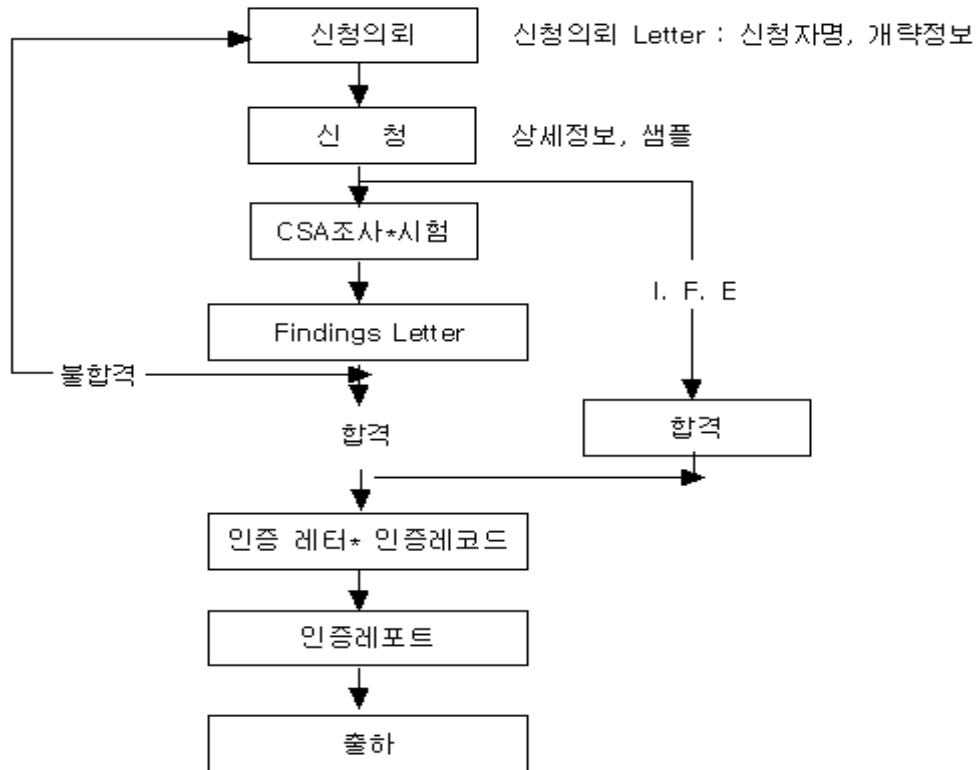 신청의뢰 신청의뢰 Letter : 신청자명, 개략정보
신 청 상세정보, 샘플
CSA조사*시험
I. F. E
Findings Letter
불합격
합격
합격
인증 레터* 인증레코드
인증레포트
출하